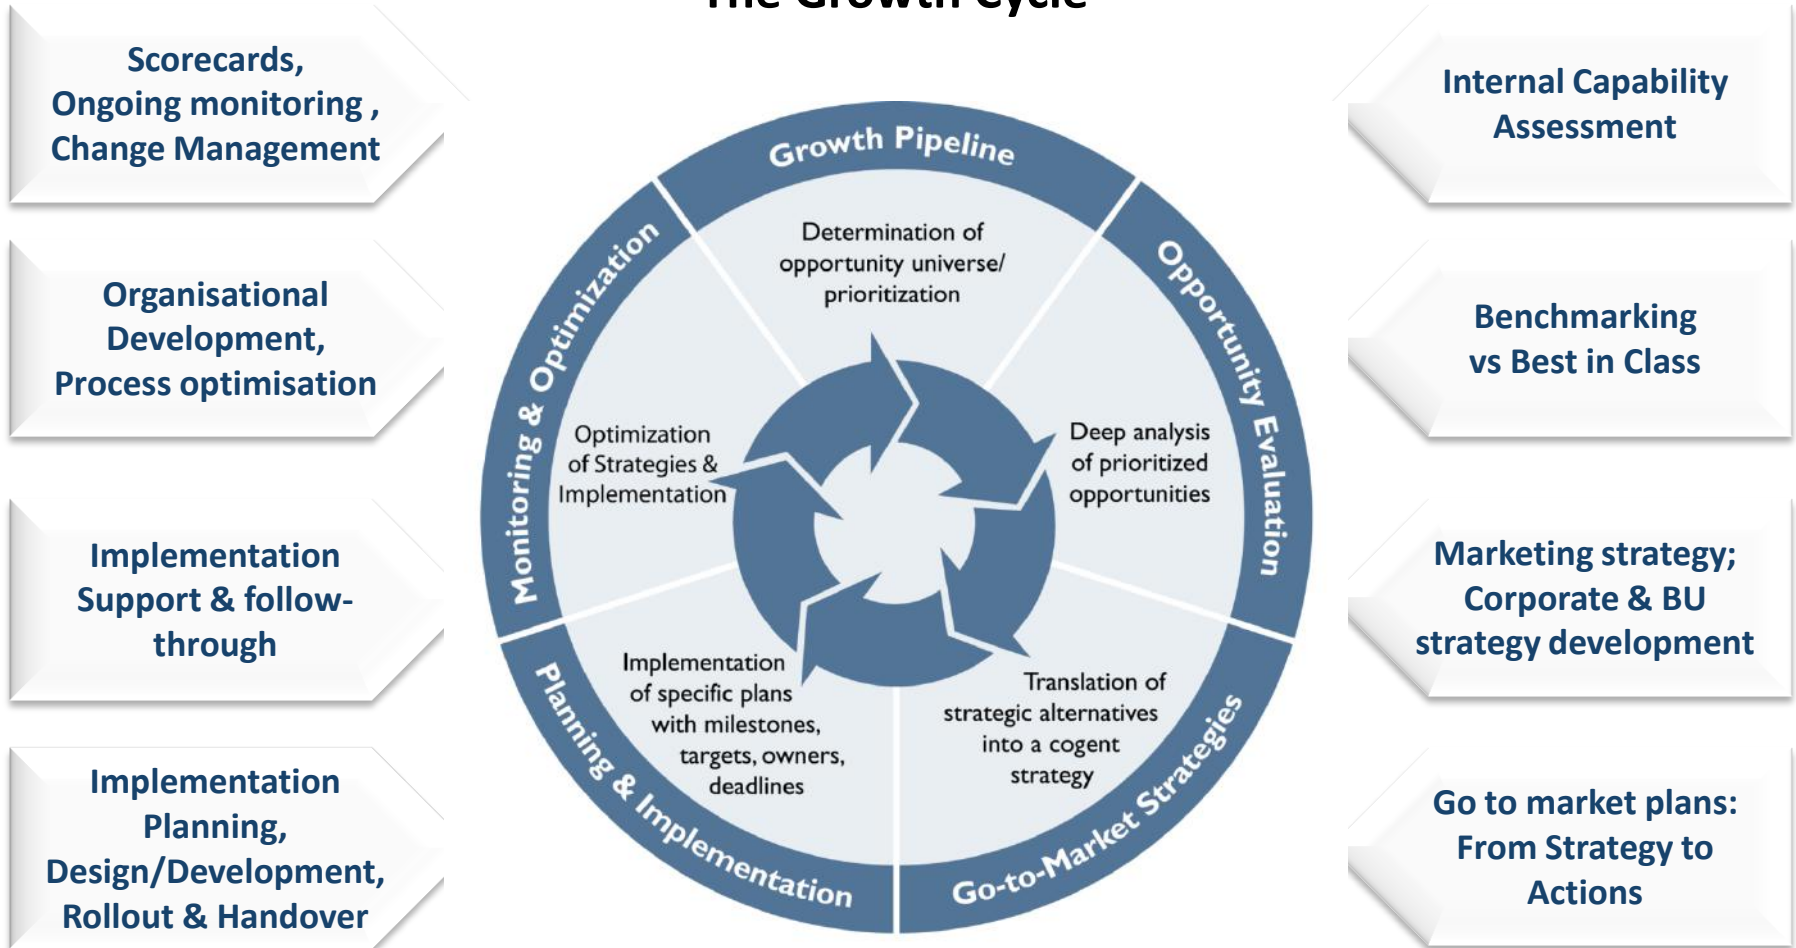 The Growth Cycle
Scorecards,
Ongoing monitoring ,
Change Management
Organisational
Development,
Process optimisation
Implementation
Support & follow-
through
Implementation
Planning,
Design/Development,
Rollout & Handover
Growth Pipeline
Determination of
opportunity universe/
prioritization
Opportunity Evaluation
Deep analysis
of prioritized
opportunities
Go-to-Market Strategies
Translation of
strategic alternatives
into a cogent
strategy
Planning & Implementation
Implementation
of specific plans
with milestones,
targets, owners,
deadlines
Monitoring & Optimization
Optimization
of Strategies &
Implementation
Internal Capability
Assessment
Benchmarking
vs Best in Class
Marketing strategy;
Corporate & BU
strategy development
Go to market plans:
From Strategy to
Actions